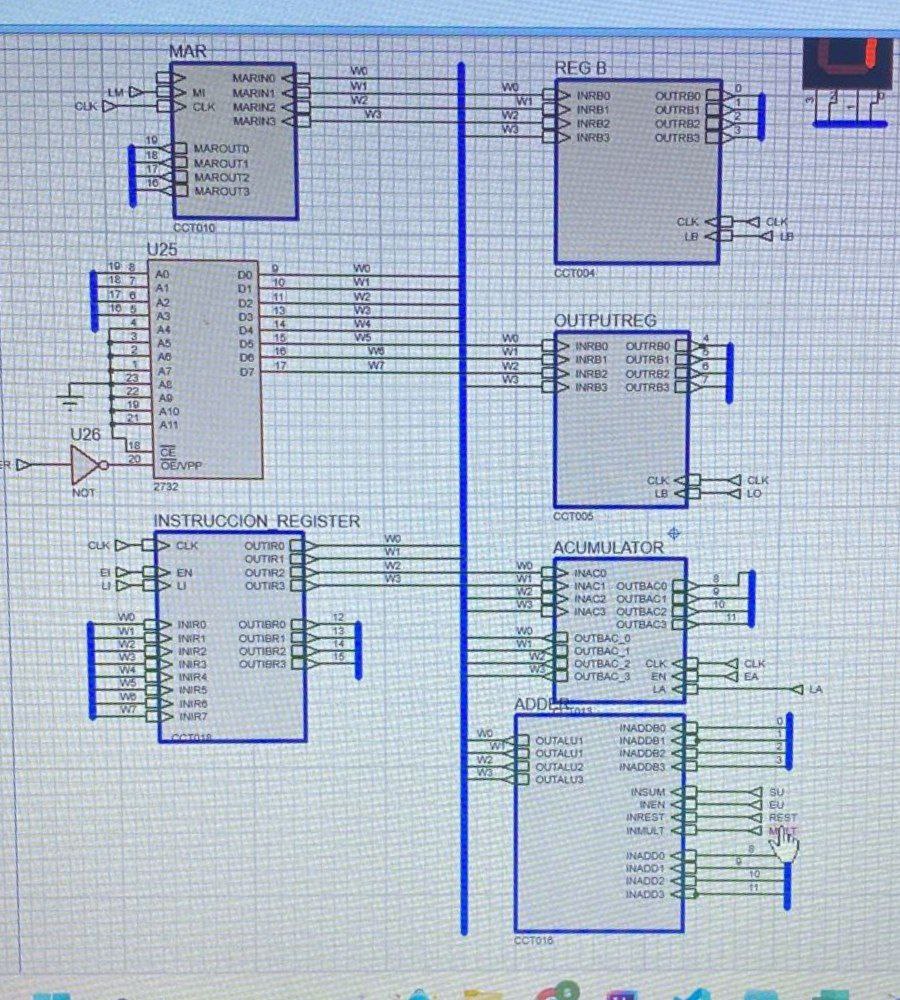 MAR
MARIN0
LM MI MARIN1
CLK CLK MARIN2
MARIN3
W0
W1
W2
W3
19 MAROUT0
18 MAROUT1
17 MAROUT2
16 MAROUT3
CCT010
REG B
W0 INRB0 OUTRB0 0
W1 INRB1 OUTRB1 1
W2 INRB2 OUTRB2 2
W3 INRB3 OUTRB3 3
CLK CLK
LB LB
CCT004
U25
19 8 A0 D0 9 W0
18 7 A1 D1 10 W1
17 6 A2 D2 11 W2
16 5 A3 D3 13 W3
4 A4 D4 14 W4
3 A5 D5 15 W5
2 A6 D6 16 W6
1 A7 D7 17 W7
23 A8
22 A9
19 A10
21 A11
18 CE
20 OE/VPP
2732
U26
NOT
OUTPUTREG
W0 INRB0 OUTRB0 4
W1 INRB1 OUTRB1 5
W2 INRB2 OUTRB2 6
W3 INRB3 OUTRB3 7
CLK CLK
LB LO
CCT005
INSTRUCCION_REGISTER
CLK CLK OUTIR0 W0
OUTIR1 W1
EI EN OUTIR2 W2
LI LI OUTIR3 W3
W0 INIR0 OUTIBR0 12
W1 INIR1 OUTIBR1 13
W2 INIR2 OUTIBR2 14
W3 INIR3 OUTIBR3 15
W4 INIR4
W5 INIR5
W6 INIR6
W7 INIR7
CCT018
ACUMULATOR
W0 INAC0
W1 INAC1 OUTBAC0 8
W2 INAC2 OUTBAC1 9
W3 INAC3 OUTBAC2 10
OUTBAC3 11
W0 OUTBAC_0
W1 OUTBAC_1
W2 OUTBAC_2 CLK CLK
W3 OUTBAC_3 EN EA
LA LA
CCT013
ADDER
INADDB0 0
W0 OUTALU1 INADDB1 1
W1 OUTALU1 INADDB2 2
W2 OUTALU2 INADDB3 3
W3 OUTALU3
INSUM SU
INEN EU
INREST REST
INMULT
INADD0 8
INADD1 9
INADD2 10
INADD3 11
CCT016